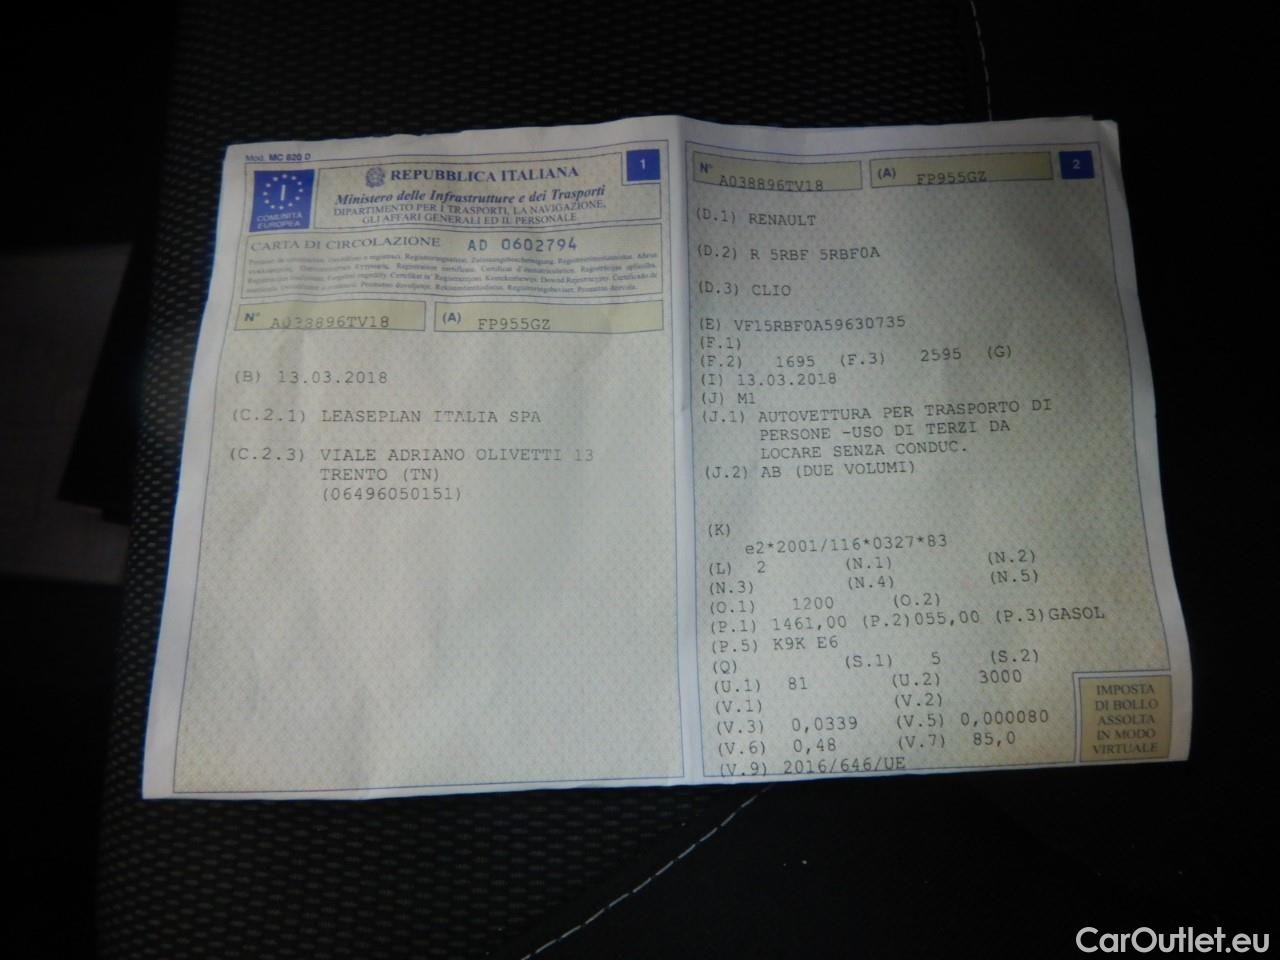 Mod. MC 820 D
I
COMUNITÀ
EUROPEA
REPUBBLICA ITALIANA
Ministero delle Infrastrutture e dei Trasporti
DIPARTIMENTO PER I TRASPORTI, LA NAVIGAZIONE,
GLI AFFARI GENERALI ED IL PERSONALE
1
CARTA DI CIRCOLAZIONE AD 0602794
N° A038896TV18 (A) FP955GZ
(B) 13.03.2018
(C.2.1) LEASEPLAN ITALIA SPA
(C.2.3) VIALE ADRIANO OLIVETTI 13
TRENTO (TN)
(06496050151)
N° A038896TV18 (A) FP955GZ 2
(D.1) RENAULT
(D.2) R 5RBF 5RBF0A
(D.3) CLIO
(E) VF15RBF0A59630735
(F.1)
(F.2) 1695 (F.3) 2595 (G)
(I) 13.03.2018
(J) M1
(J.1) AUTOVETTURA PER TRASPORTO DI
PERSONE -USO DI TERZI DA
LOCARE SENZA CONDUC.
(J.2) AB (DUE VOLUMI)
(K)
e2*2001/116*0327*83
(L) 2 (N.1) (N.2)
(N.3) (N.4) (N.5)
(O.1) 1200 (O.2)
(P.1) 1461,00 (P.2)055,00 (P.3)GASOL
(P.5) K9K E6
(Q) (S.1) 5 (S.2)
(U.1) 81 (U.2) 3000
(V.1) (V.2)
(V.3) 0,0339 (V.5) 0,000080
(V.6) 0,48 (V.7) 85,0
(V.9) 2016/646/UE
IMPOSTA
DI BOLLO
ASSOLTA
IN MODO
VIRTUALE
CarOutlet.eu